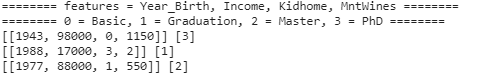 ======== features = Year_Birth, Income, Kidhome, MntWines ========
======== 0 = Basic, 1 = Graduation, 2 = Master, 3 = PhD ========
[[1943, 98000, 0, 1150]] [3]
[[1988, 17000, 3, 2]] [1]
[[1977, 88000, 1, 550]] [2]